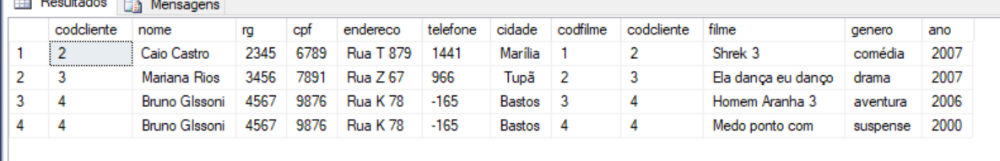 Resultados Mensagens
codcliente nome rg cpf endereco telefone cidade codfilme codcliente filme genero ano
1 2 Caio Castro 2345 6789 Rua T 879 1441 Marília 1 2 Shrek 3 comédia 2007
2 3 Mariana Rios 3456 7891 Rua Z 67 966 Tupã 2 3 Ela dança eu danço drama 2007
3 4 Bruno GIssoni 4567 9876 Rua K 78 -165 Bastos 3 4 Homem Aranha 3 aventura 2006
4 4 Bruno GIssoni 4567 9876 Rua K 78 -165 Bastos 4 4 Medo ponto com suspense 2000